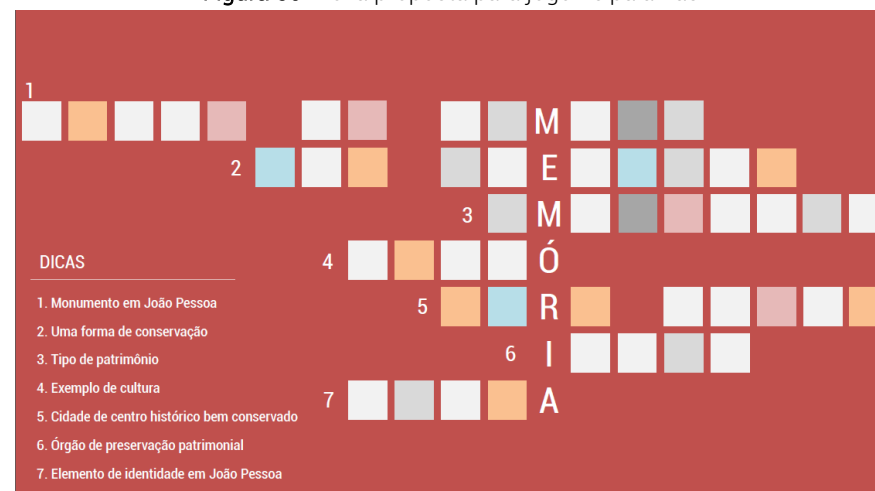 1
M
2
E
3
M
4
Ó
5
R
6
I
7
A
DICAS
1. Monumento em João Pessoa
2. Uma forma de conservação
3. Tipo de patrimônio
4. Exemplo de cultura
5. Cidade de centro histórico bem conservado
6. Órgão de preservação patrimonial
7. Elemento de identidade em João Pessoa